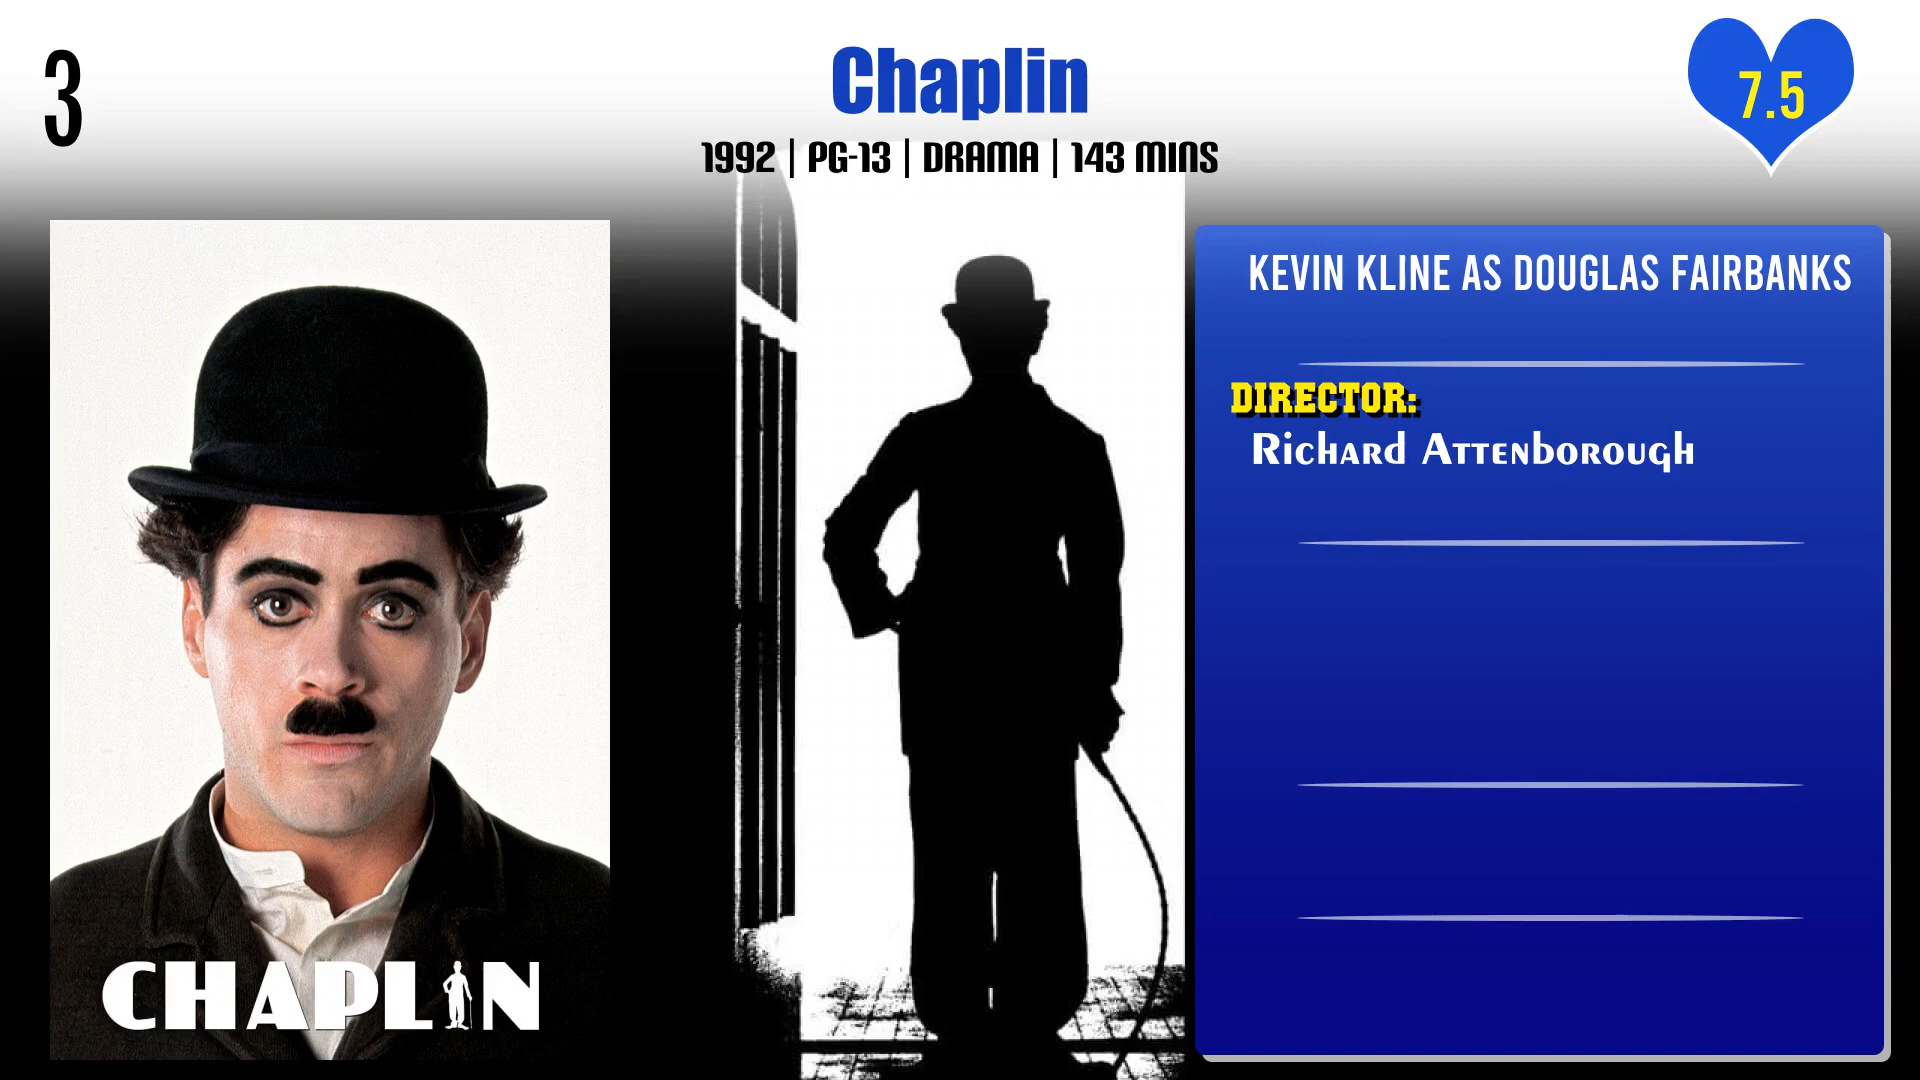 3
Chaplin
7.5
1992 | PG-13 | DRAMA | 143 MINS
KEVIN KLINE AS DOUGLAS FAIRBANKS
DIRECTOR:
Richard Attenborough
CHAPLIN